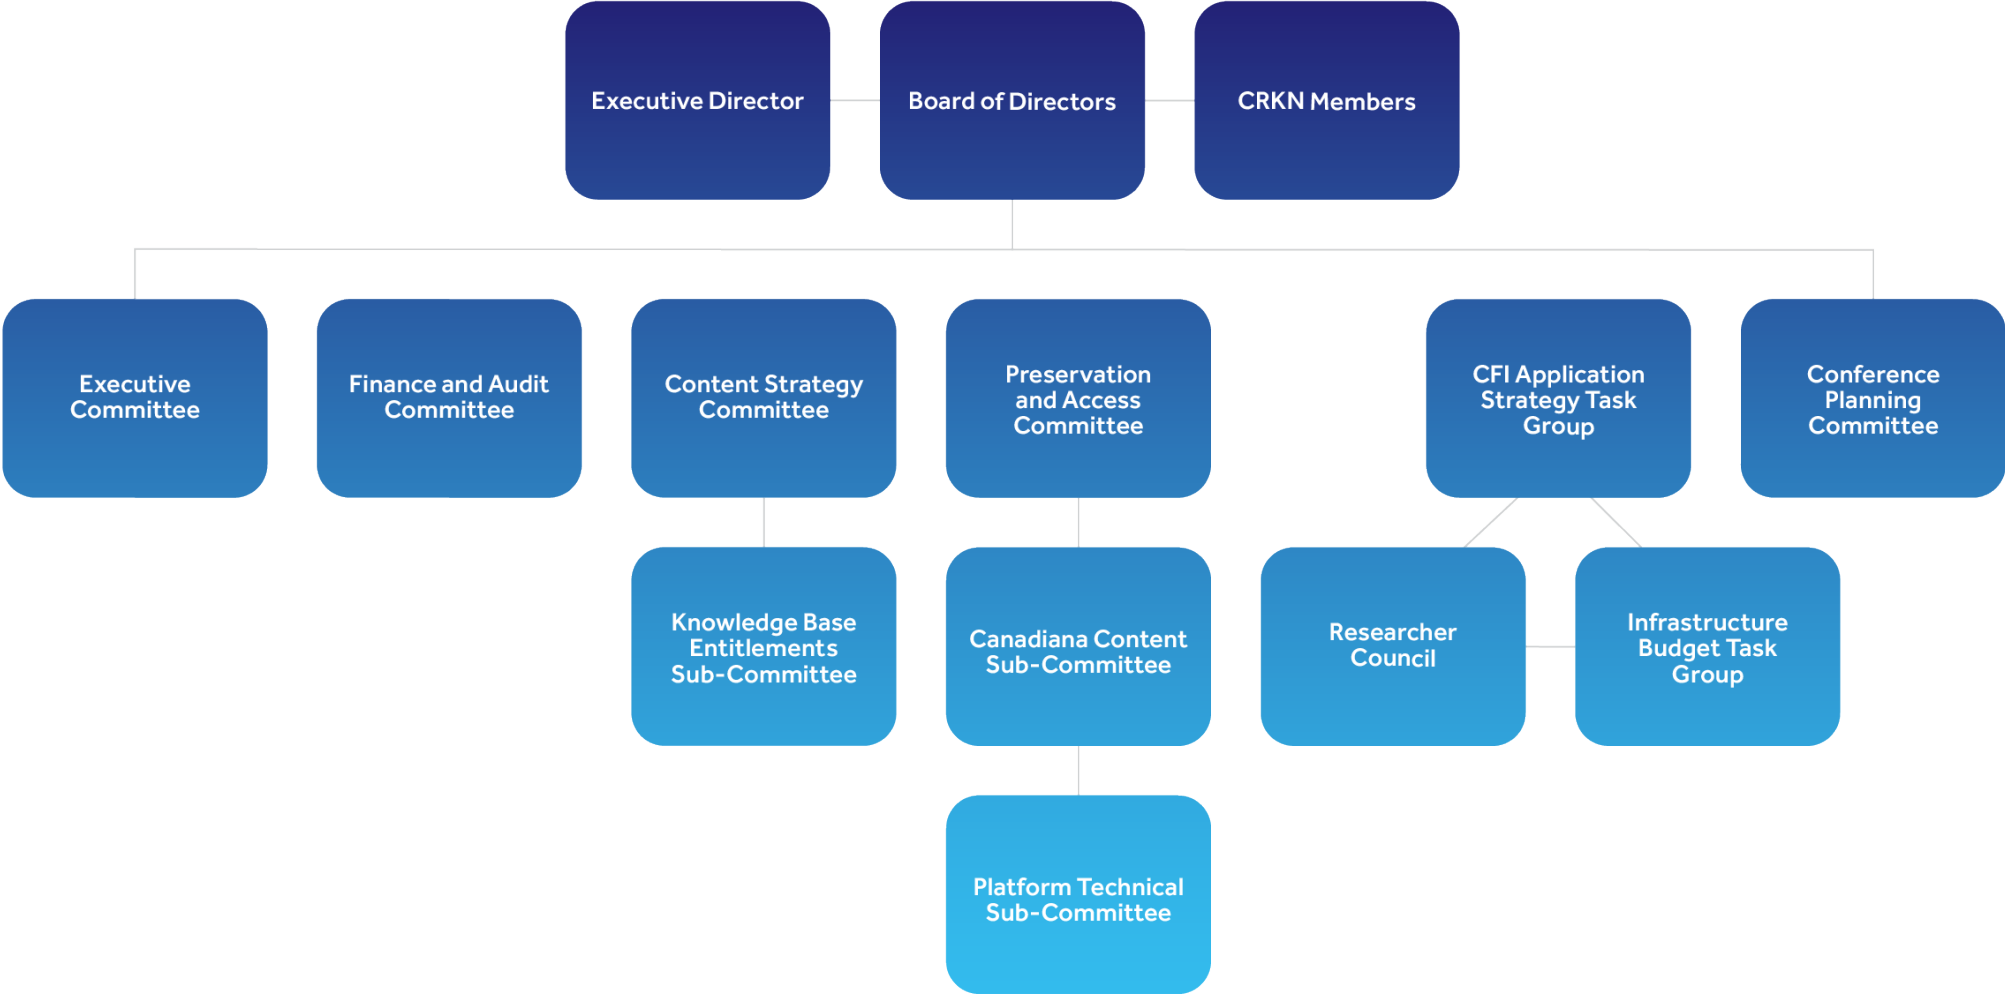 Executive Director
Board of Directors
CRKN Members
Executive
Committee
Finance and Audit
Committee
Content Strategy
Committee
Preservation
and Access
Committee
CFI Application
Strategy Task
Group
Conference
Planning
Committee
Knowledge Base
Entitlements
Sub-Committee
Canadiana Content
Sub-Committee
Researcher
Council
Infrastructure
Budget Task
Group
Platform Technical
Sub-Committee